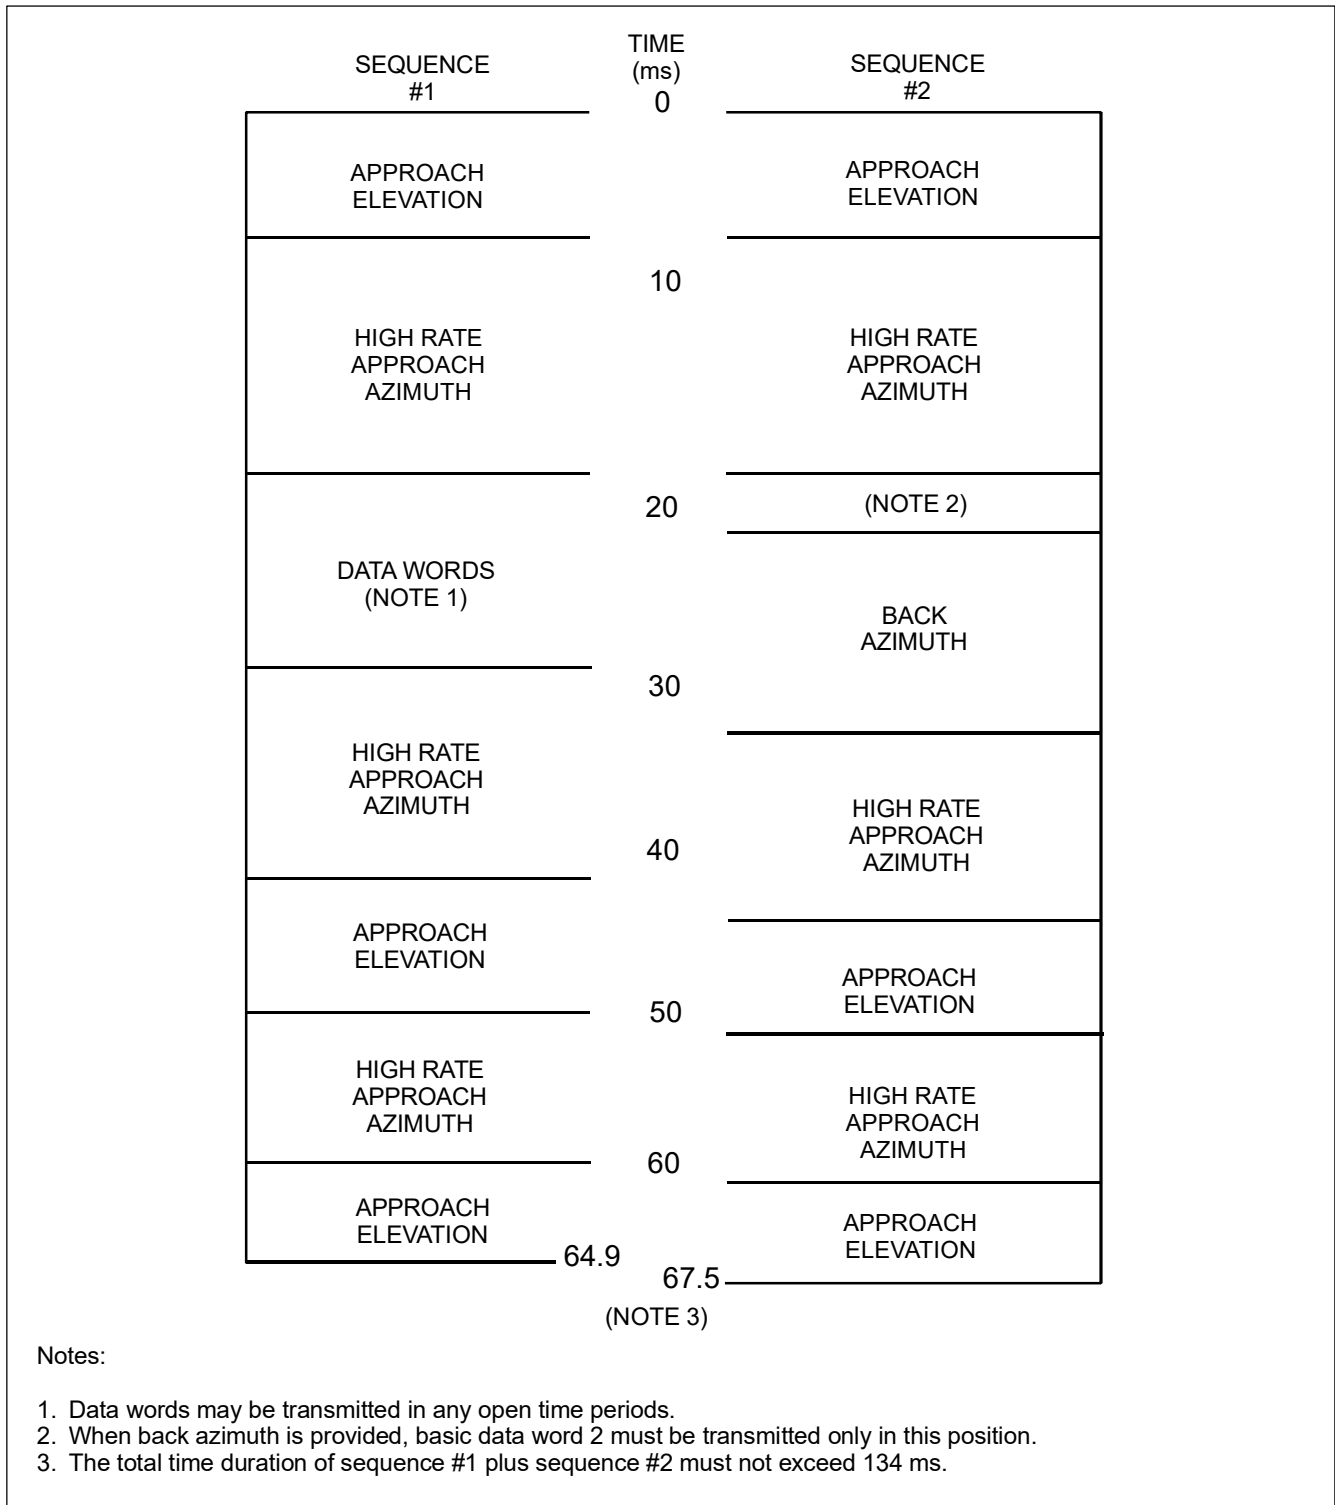 SEQUENCE
#1
TIME
(ms)
0
SEQUENCE
#2
APPROACH
ELEVATION
APPROACH
ELEVATION
10
HIGH RATE
APPROACH
AZIMUTH
HIGH RATE
APPROACH
AZIMUTH
20
(NOTE 2)
DATA WORDS
(NOTE 1)
BACK
AZIMUTH
30
HIGH RATE
APPROACH
AZIMUTH
HIGH RATE
APPROACH
AZIMUTH
40
APPROACH
ELEVATION
APPROACH
ELEVATION
50
HIGH RATE
APPROACH
AZIMUTH
HIGH RATE
APPROACH
AZIMUTH
60
APPROACH
ELEVATION
APPROACH
ELEVATION
64.9
67.5
(NOTE 3)
Notes:
1. Data words may be transmitted in any open time periods.
2. When back azimuth is provided, basic data word 2 must be transmitted only in this position.
3. The total time duration of sequence #1 plus sequence #2 must not exceed 134 ms.